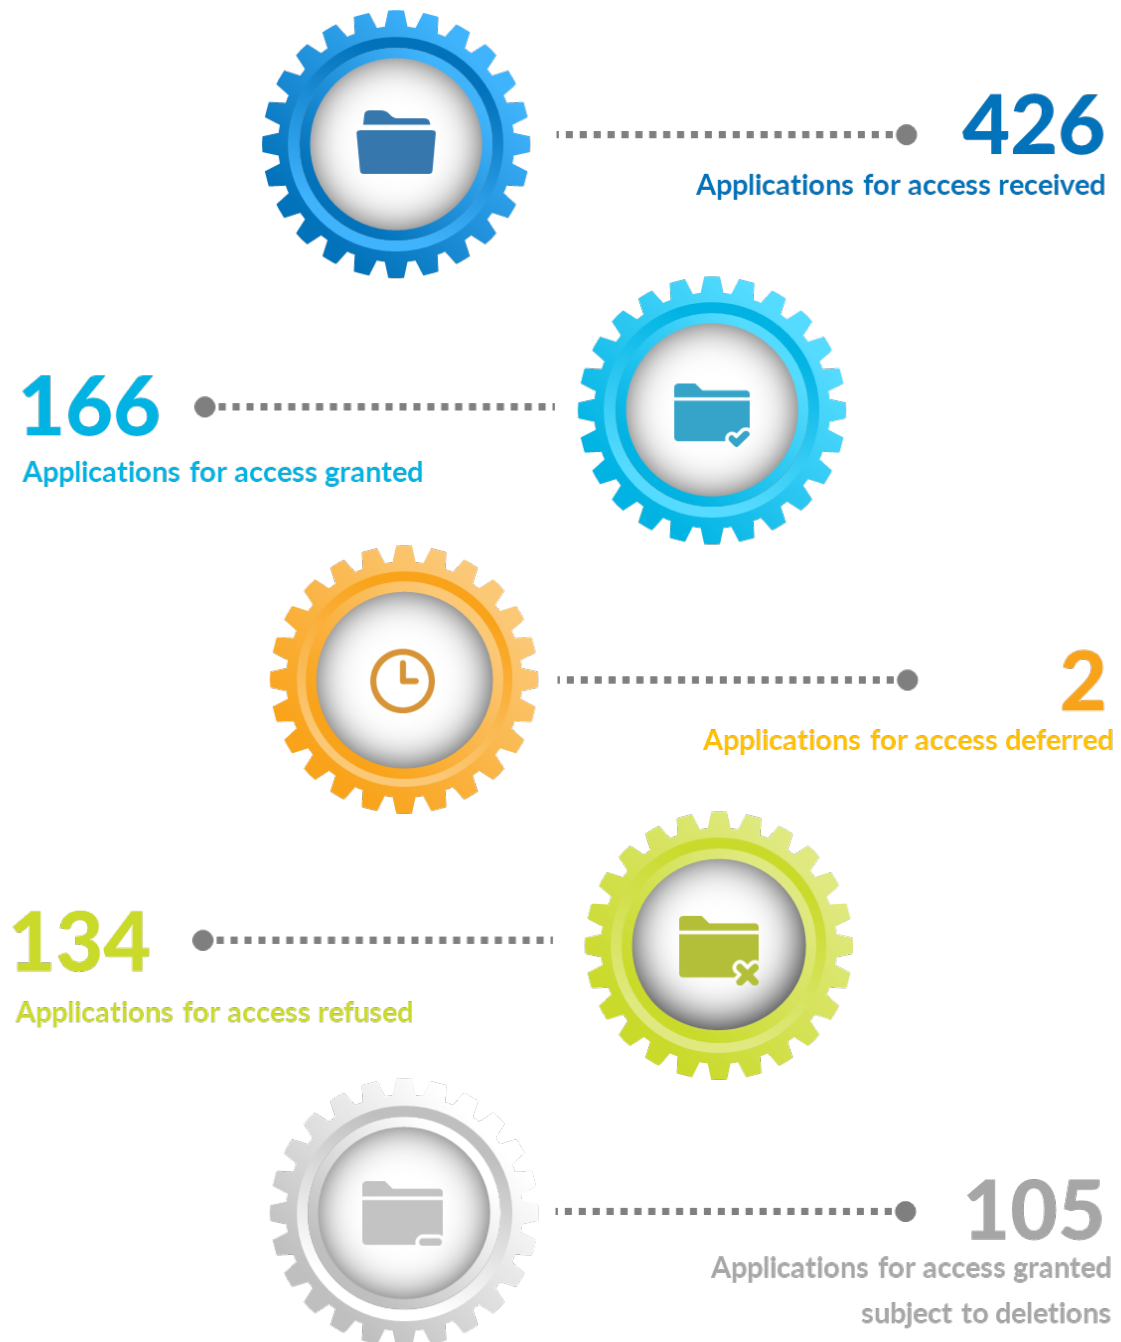 426
Applications for access received
166
Applications for access granted
2
Applications for access deferred
134
Applications for access refused
105
Applications for access granted
subject to deletions